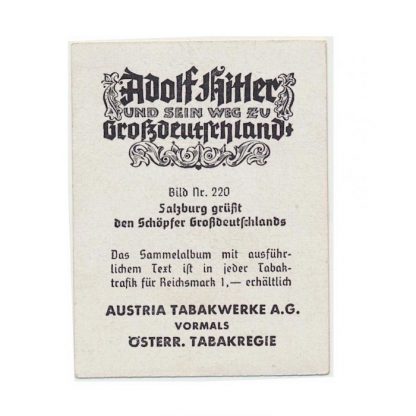 Adolf Hitler
UND SEIN WEG ZU
Großdeutschland
Bild Nr. 220
Salzburg grüßt
den Schöpfer Großdeutschlands
Das Sammelalbum mit ausführ-
lichem Text ist in jeder Tabak-
trafik für Reichsmark 1,— erhältlich
AUSTRIA TABAKWERKE A.G.
VORMALS
ÖSTERR. TABAKREGIE